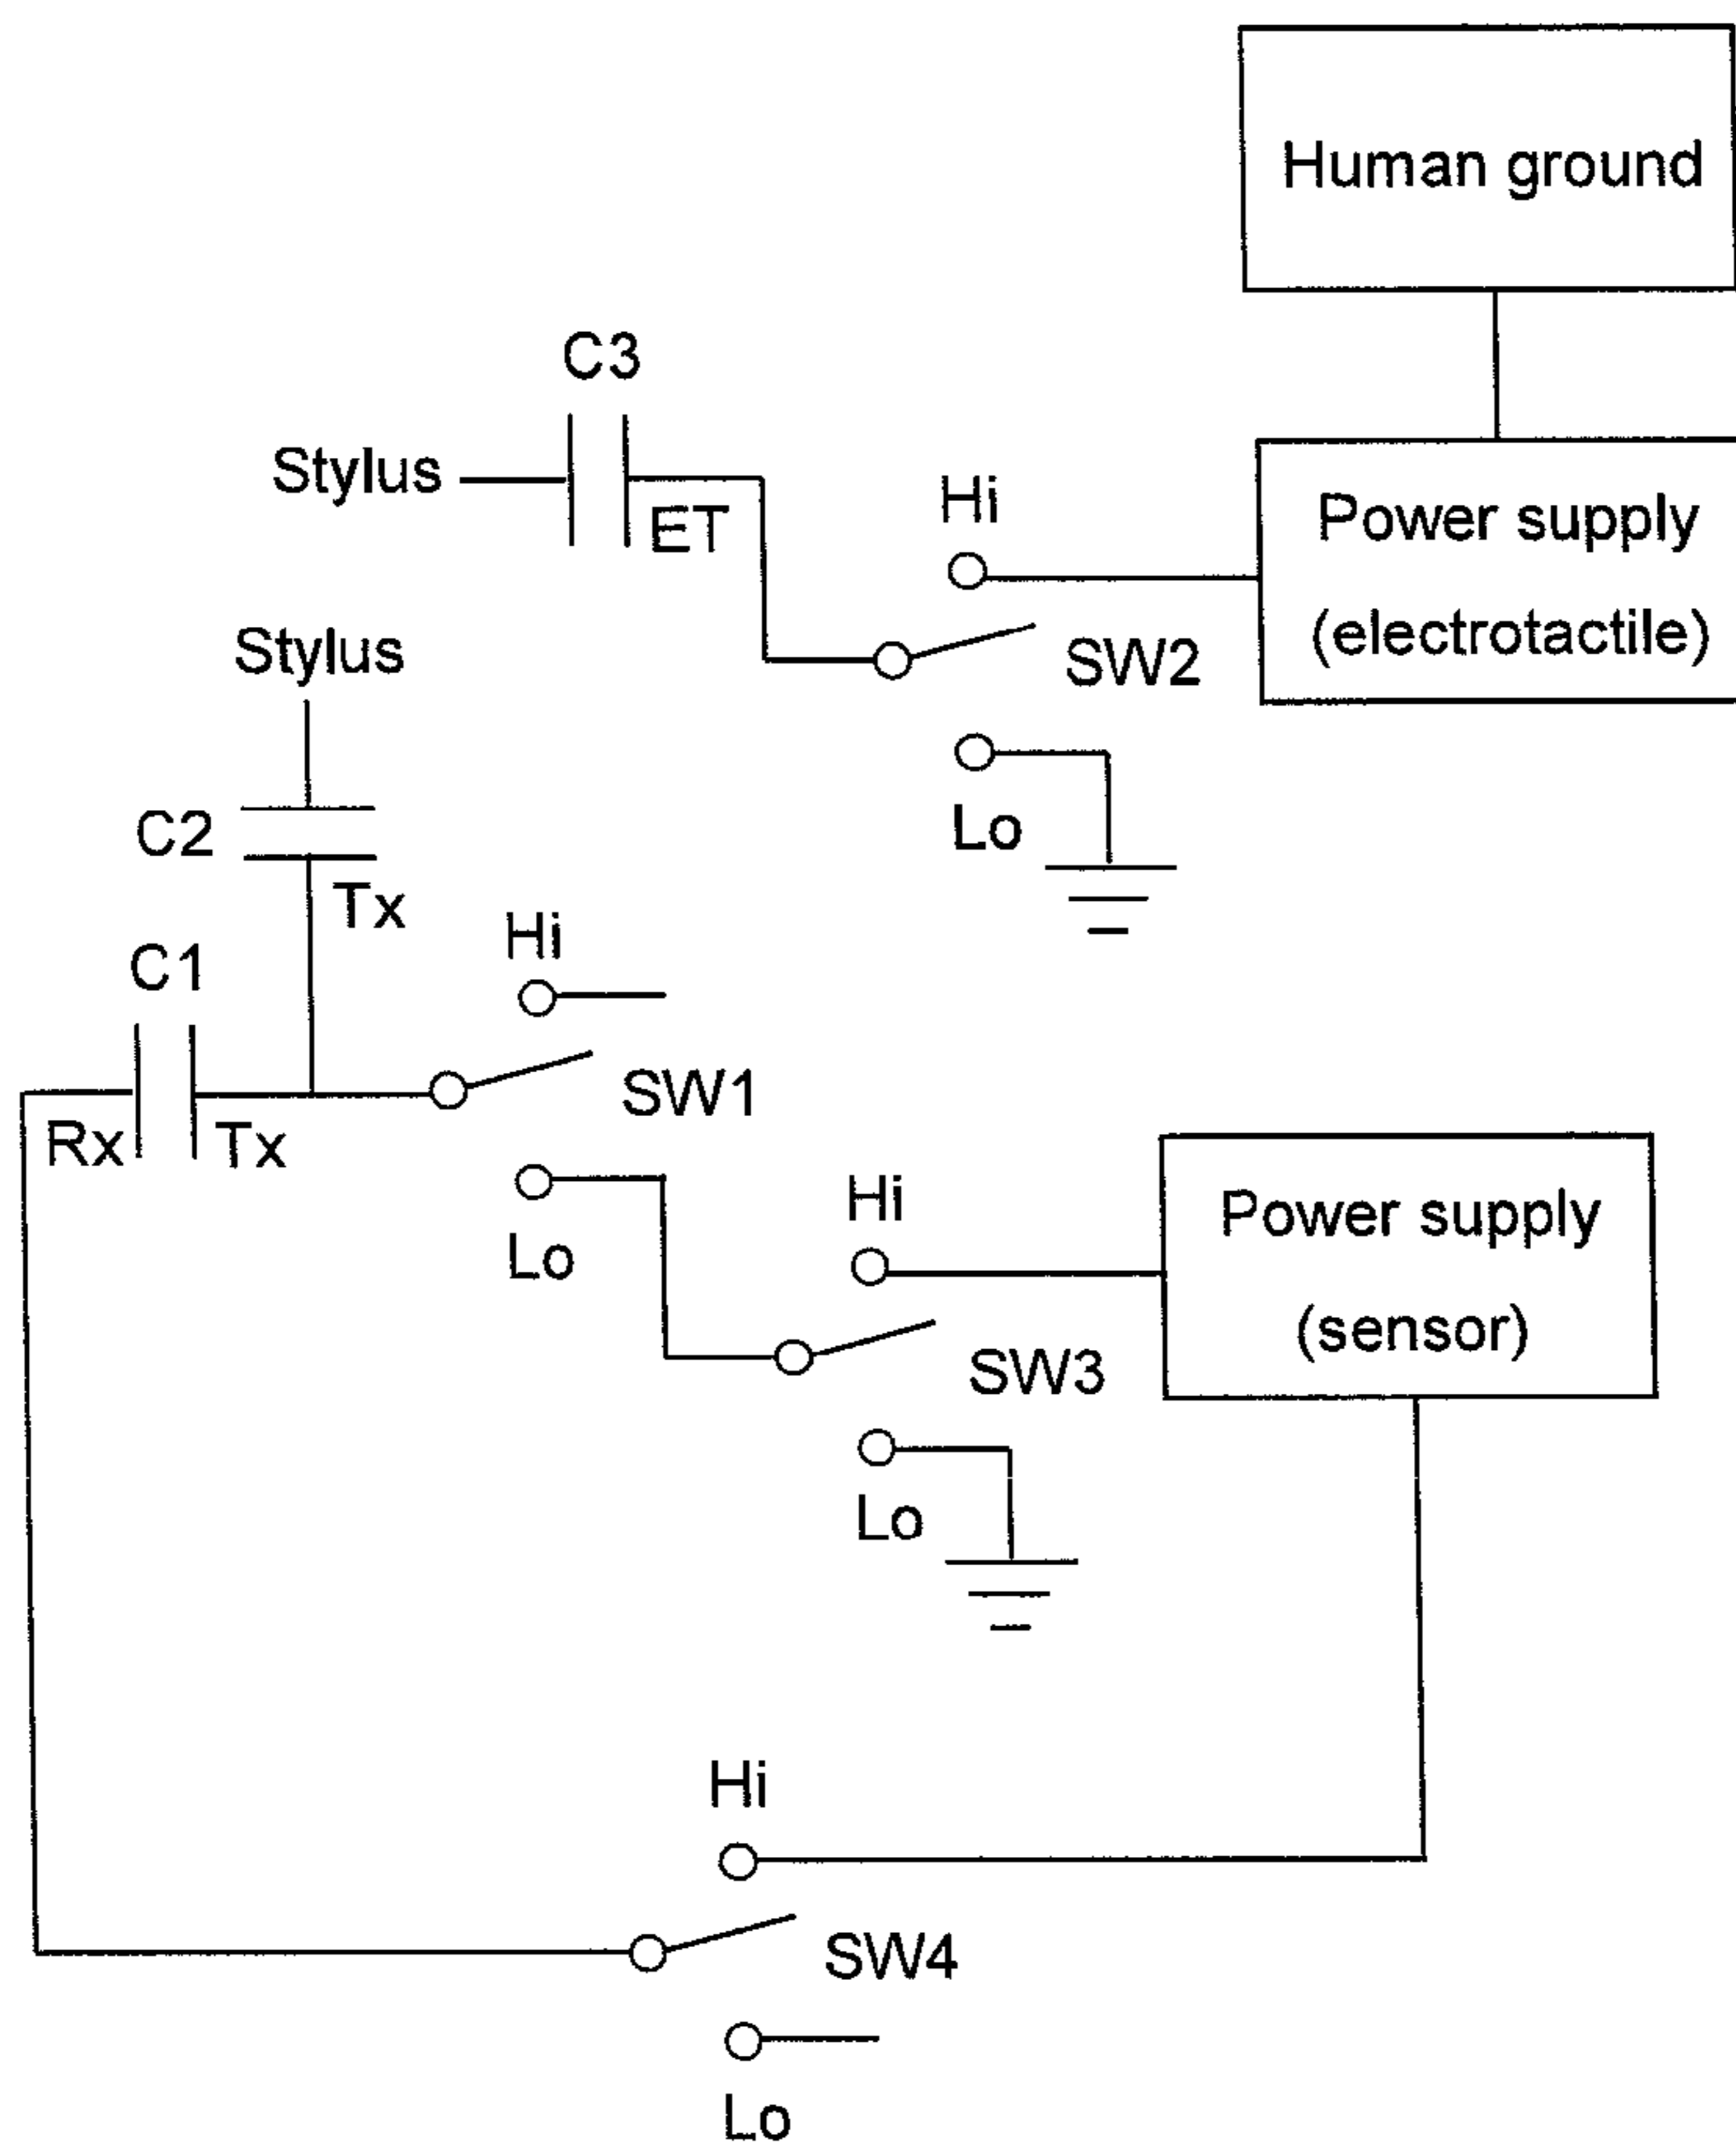 Human ground
C3
Stylus
ET
Hi
Power supply
(electrotactile)
SW2
Stylus
Lo
C2
Tx
Hi
C1
SW1
Rx
Tx
Lo
Hi
Power supply
(sensor)
SW3
Lo
Hi
SW4
Lo